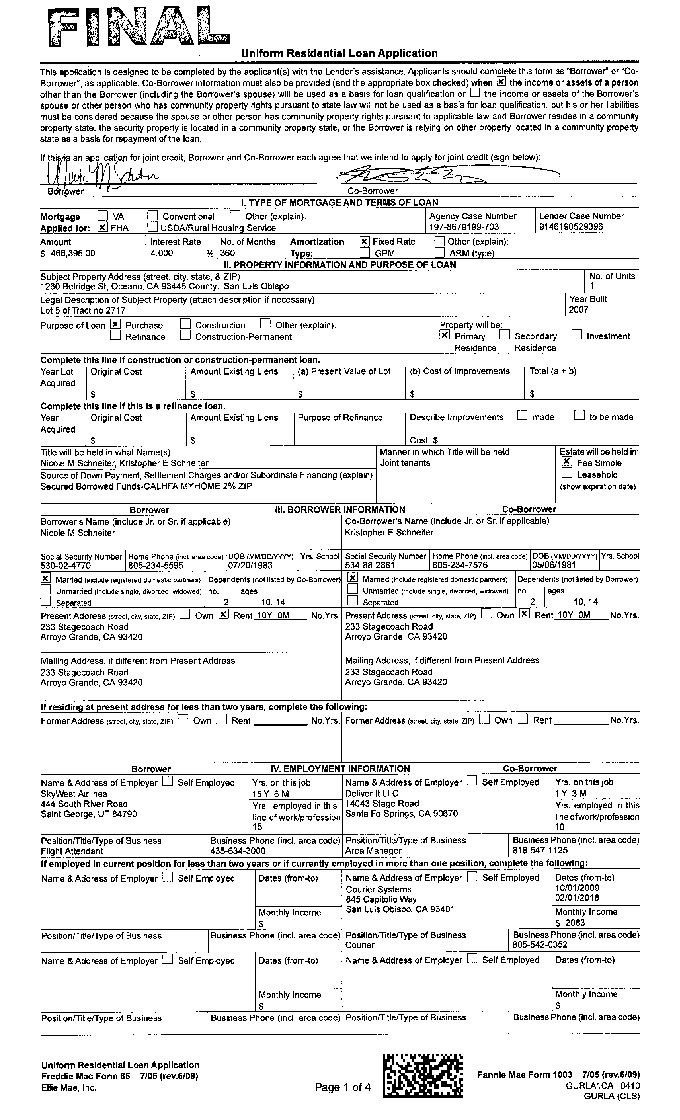 FINAL
Uniform Residential Loan Application
This application is designed to be completed by the applicant(s) with the Lender's assistance. Applicants should complete this form as "Borrower" or "Co-
Borrower", as applicable. Co-Borrower information must also be provided (and the appropriate box checked) when the income or assets of a person
other than the Borrower (including the Borrower's spouse) will be used as a basis for loan qualification or the income or assets of the Borrower's
spouse or other person who has community property rights pursuant to state law will not be used as a basis for loan qualification, but his or her liabilities
must be considered because the spouse or other person has community property rights pursuant to applicable law and Borrower resides in a community
property state, the security property is located in a community property state, or the Borrower is relying on other property located in a community property
state as a basis for repayment of the loan.
If this is an application for joint credit, Borrower and Co-Borrower each agree that we intend to apply for joint credit (sign below):
Borrower Co-Borrower
I. TYPE OF MORTGAGE AND TERMS OF LOAN
Mortgage VA Conventional Other (explain): Agency Case Number Lender Case Number
Applied for: FHA USDA/Rural Housing Service 197-8679199-703 9146190529396
Amount Interest Rate No. of Months Amortization Fixed Rate Other (explain):
$ 468,396.00 4.000 % 360 Type: GPM ARM (type)
II. PROPERTY INFORMATION AND PURPOSE OF LOAN
Subject Property Address (street, city, state, & ZIP) No. of Units
Oceano, CA 93445 County: San Luis Obispo 1
Legal Description of Subject Property (attach description if necessary) Year Built
Lot 5 of Tract no 2717 2007
Purpose of Loan Purchase Construction Other (explain): Property will be:
Refinance Construction-Permanent Primary Residence Secondary Residence Investment
Complete this line if construction or construction-permanent loan.
Year Lot Acquired Original Cost Amount Existing Liens (a) Present Value of Lot (b) Cost of Improvements Total (a + b)
$ $ $ $ $
Complete this line if this is a refinance loan.
Year Acquired Original Cost Amount Existing Liens Purpose of Refinance Describe Improvements made to be made
$ $ Cost $
Title will be held in what Name(s) Manner in which Title will be held Estate will be held in:
Nicole M Schneiter, Kristopher E Schneiter Joint tenants Fee Simple
Source of Down Payment, Settlement Charges and/or Subordinate Financing (explain) Leasehold
Secured Borrowed Funds-CALHFA MYHOME 2% ZIP (show expiration date)
Borrower III. BORROWER INFORMATION Co-Borrower
Borrower's Name (include Jr. or Sr. if applicable) Co-Borrower's Name (include Jr. or Sr. if applicable)
Nicole M Schneiter Kristopher E Schneiter
Social Security Number Home Phone (incl. area code) DOB (MM/DD/YYYY) Yrs. School Social Security Number Home Phone (incl. area code) DOB (MM/DD/YYYY) Yrs. School
530-02-4770 805-234-5595 07/20/1983 534 88 2861 805-234-7576 05/06/1981
Married (include registered domestic partners) Dependents (not listed by Co-Borrower) Married (include registered domestic partners) Dependents (not listed by Borrower)
Unmarried (include single, divorced, widowed) no. ages Unmarried (include single, divorced, widowed) no. ages
Separated 2 10, 14 Separated 2 10, 14
Present Address (street, city, state, ZIP) Own Rent 10Y 0M No.Yrs. Present Address (street, city, state, ZIP) Own Rent 10Y 0M No.Yrs.
233 Stagecoach Road 233 Stagecoach Road
Arroyo Grande, CA 93420 Arroyo Grande, CA 93420
Mailing Address, if different from Present Address Mailing Address, if different from Present Address
233 Stagecoach Road 233 Stagecoach Road
Arroyo Grande, CA 93420 Arroyo Grande, CA 93420
If residing at present address for less than two years, complete the following:
Former Address (street, city, state, ZIP) Own Rent No.Yrs. Former Address (street, city, state, ZIP) Own Rent No.Yrs.
Borrower IV. EMPLOYMENT INFORMATION Co-Borrower
Name & Address of Employer Self Employed Yrs. on this job Name & Address of Employer Self Employed Yrs. on this job
SkyWest Airlines 15 Y 6 M Deliver It LLC 1 Y 3 M
444 South River Road Yrs. employed in this 14043 Stage Road Yrs. employed in this
Saint George, UT 84790 line of work/profession Santa Fe Springs, CA 90670 line of work/profession
15 10
Position/Title/Type of Business Business Phone (incl. area code) Position/Title/Type of Business Business Phone (incl. area code)
Flight Attendant 435-634-3000 Area Manager 818 547 1125
If employed in current position for less than two years or if currently employed in more than one position, complete the following:
Name & Address of Employer Self Employed Dates (from-to) Name & Address of Employer Self Employed Dates (from-to)
Courier Systems 10/01/2009
845 Capitolio Way 02/01/2018
Monthly Income San Luis Obispo, CA 93401 Monthly Income
$ $ 2083
Position/Title/Type of Business Business Phone (incl. area code) Position/Title/Type of Business Business Phone (incl. area code)
Courier 805-542-0352
Name & Address of Employer Self Employed Dates (from-to) Name & Address of Employer Self Employed Dates (from-to)
Monthly Income Monthly Income
$ $
Position/Title/Type of Business Business Phone (incl. area code) Position/Title/Type of Business Business Phone (incl. area code)
Uniform Residential Loan Application
Freddie Mac Form 65 7/05 (rev.6/09) Fannie Mae Form 1003 7/05 (rev.6/09)
Ellie Mae, Inc. Page 1 of 4 0410
GURLA (CLS)